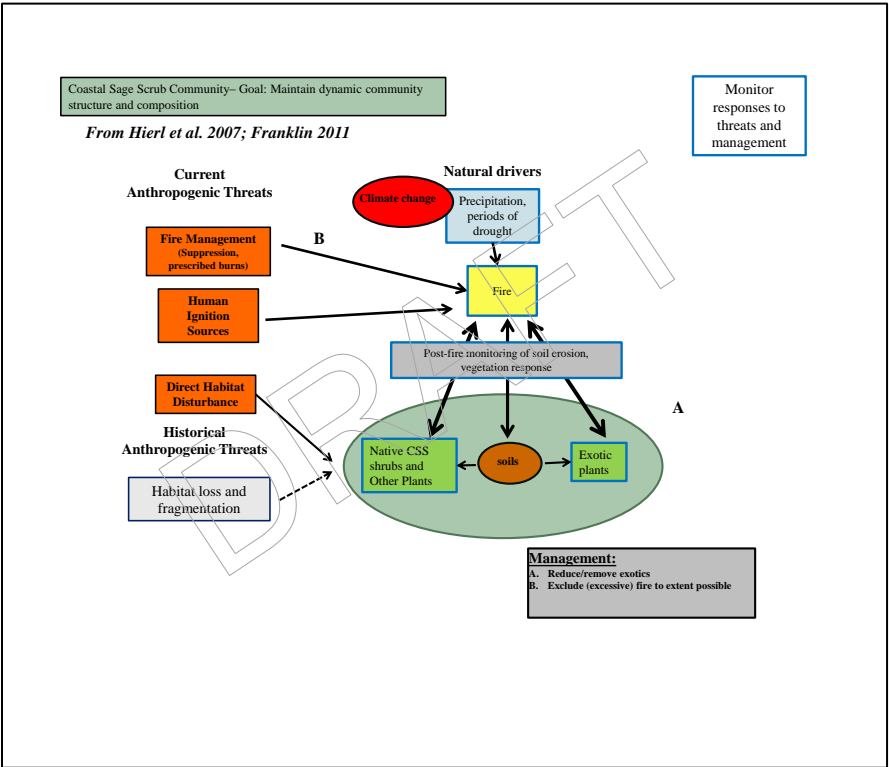 Coastal Sage Scrub Community– Goal: Maintain dynamic community
structure and composition
From Hierl et al. 2007; Franklin 2011
Monitor
responses to
threats and
management
Current
Anthropogenic Threats
Natural drivers
Climate change
Precipitation,
periods of
drought
Fire Management
(Suppression,
prescribed burns)
B
Fire
Human
Ignition
Sources
Post-fire monitoring of soil erosion,
vegetation response
Direct Habitat
Disturbance
A
Historical
Anthropogenic Threats
Native CSS
shrubs and
Other Plants
soils
Exotic
plants
Habitat loss and
fragmentation
Management:
A. Reduce/remove exotics
B. Exclude (excessive) fire to extent possible
DRAFT